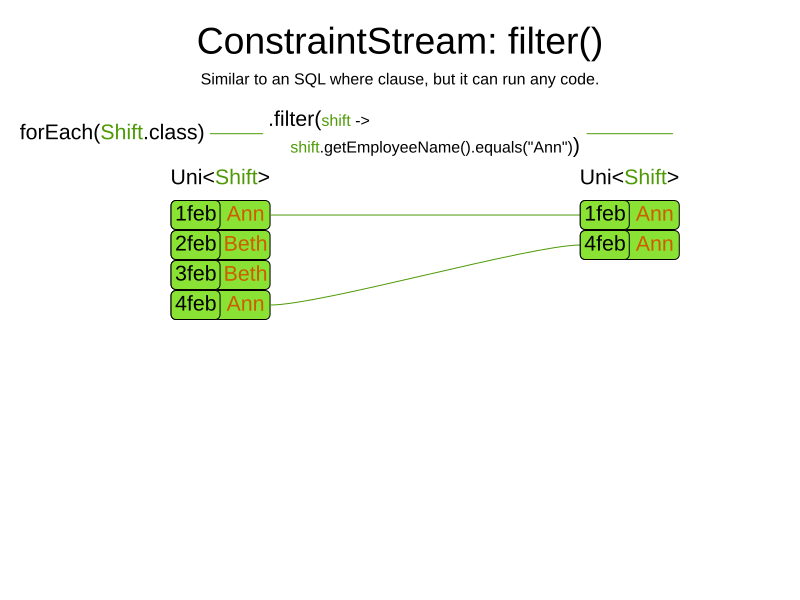 ConstraintStream: filter()
Similar to an SQL where clause, but it can run any code.
forEach(Shift.class)
.filter(shift ->
shift.getEmployeeName().equals("Ann"))
Uni<Shift>
Uni<Shift>
1feb Ann
1feb Ann
2feb Beth
4feb Ann
3feb Beth
4feb Ann